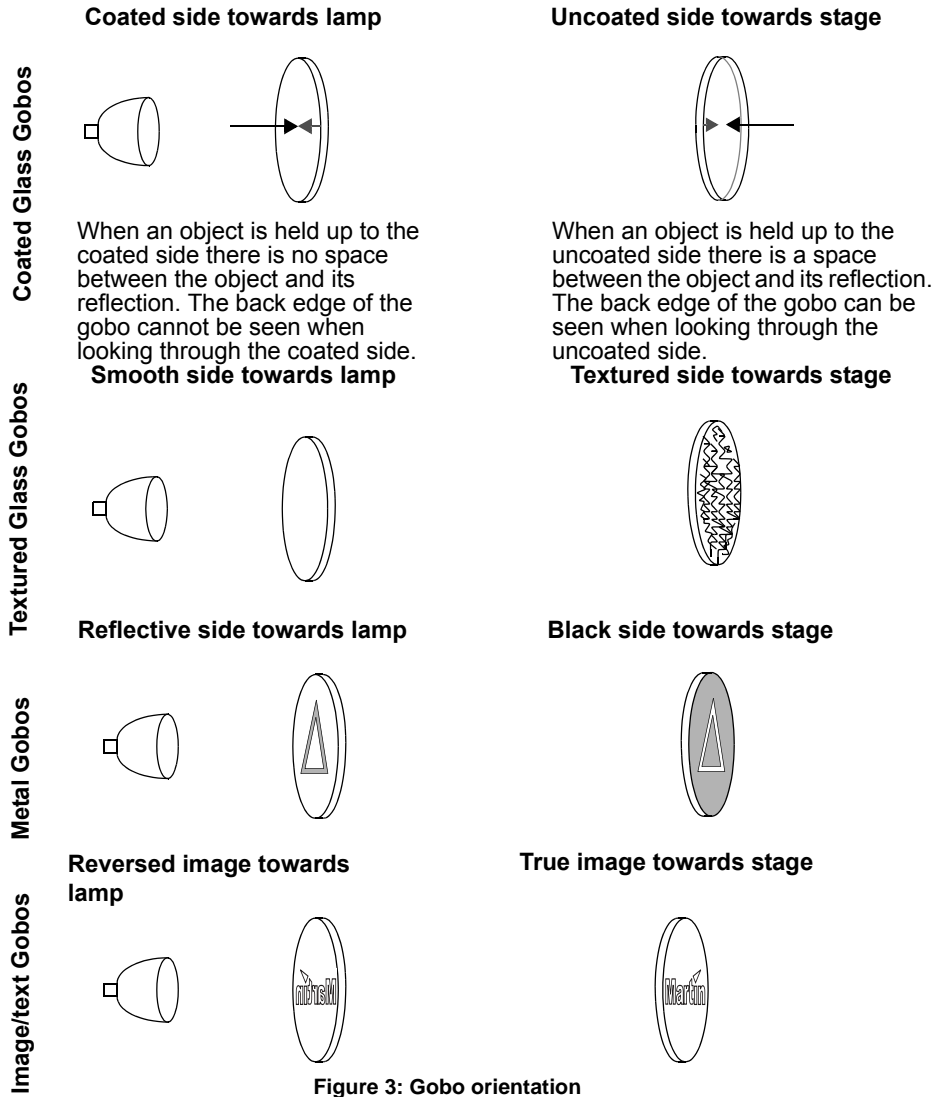 Coated side towards lamp
Uncoated side towards stage
Coated Glass Gobos
When an object is held up to the
coated side there is no space
between the object and its
reflection. The back edge of the
gobo cannot be seen when
looking through the coated side.
When an object is held up to the
uncoated side there is a space
between the object and its reflection.
The back edge of the gobo can be
seen when looking through the
uncoated side.
Smooth side towards lamp
Textured side towards stage
Textured Glass Gobos
Reflective side towards lamp
Black side towards stage
Metal Gobos
Reversed image towards
lamp
True image towards stage
Image/text Gobos
Martin
Martin
Figure 3: Gobo orientation